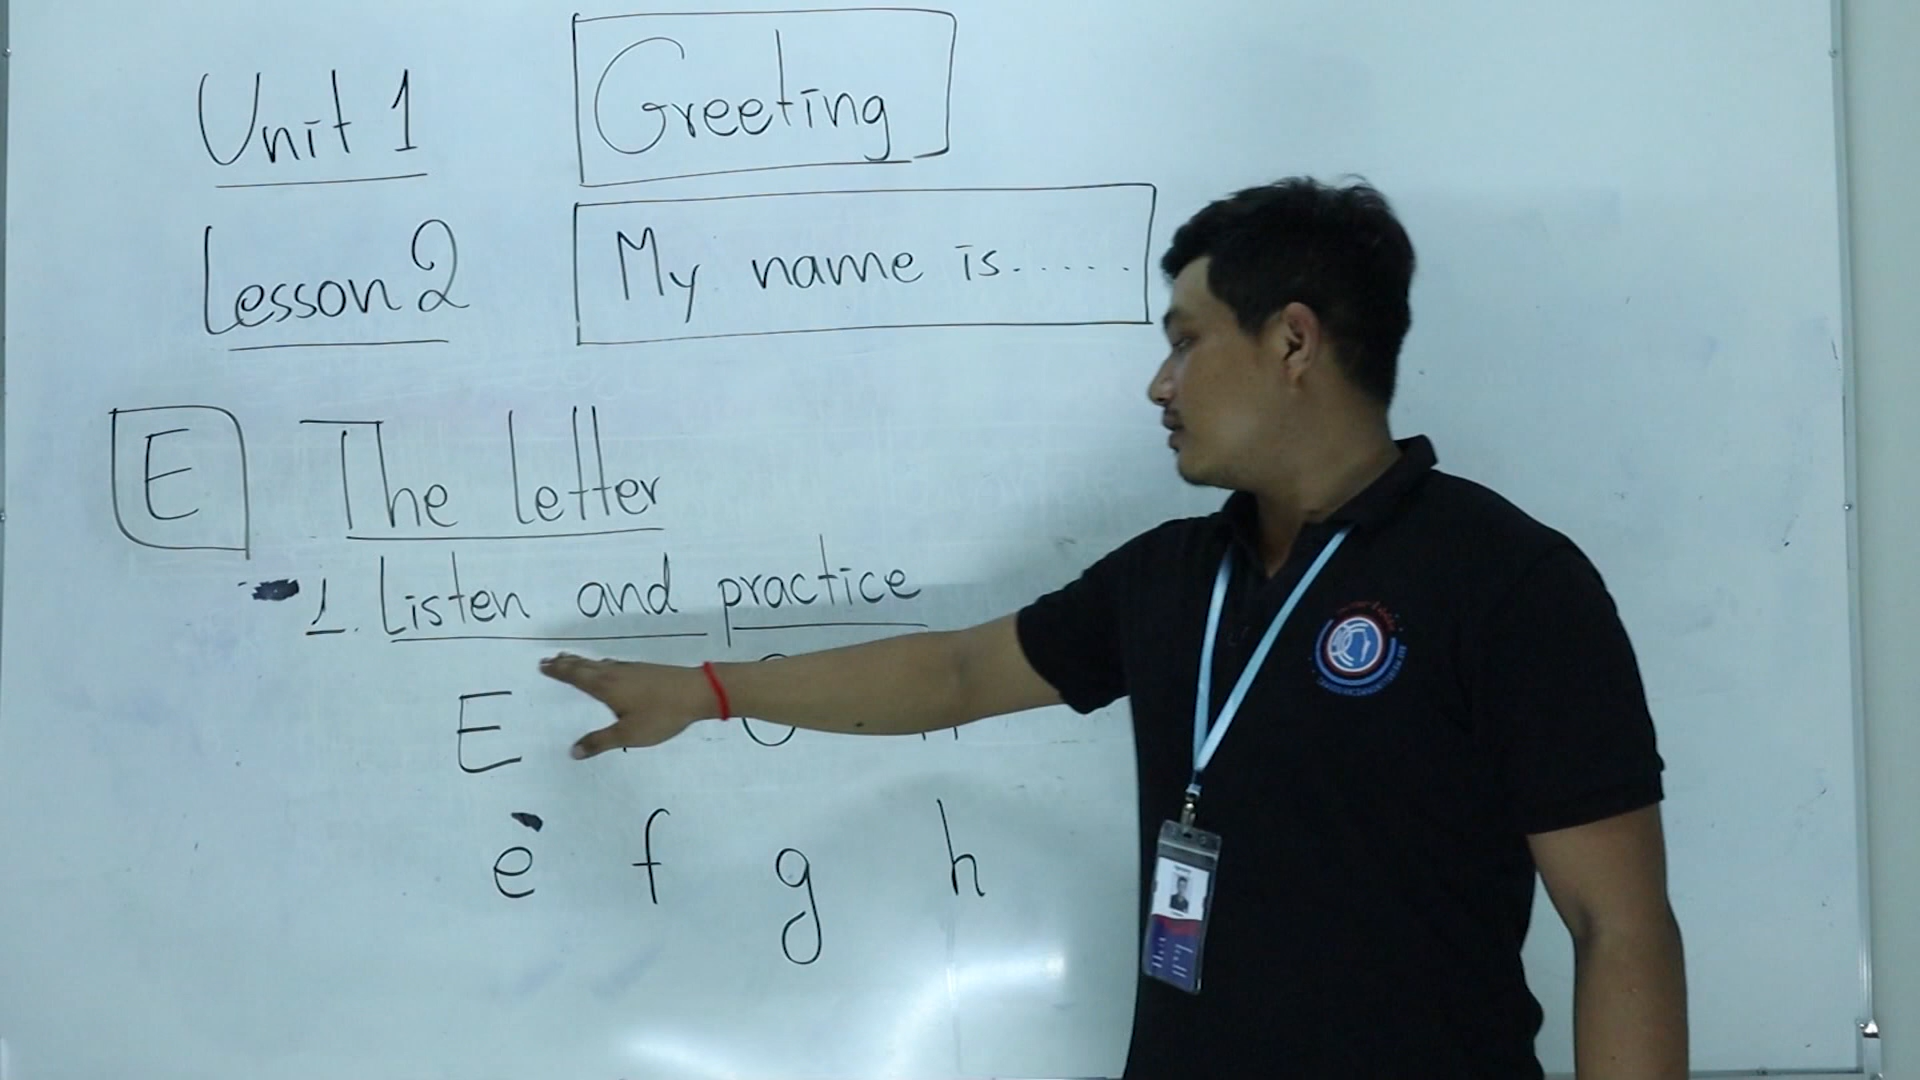 Unit 1 Greeting
Lesson 2 My name is......
E The letter
1. Listen and practice
E
e f g h